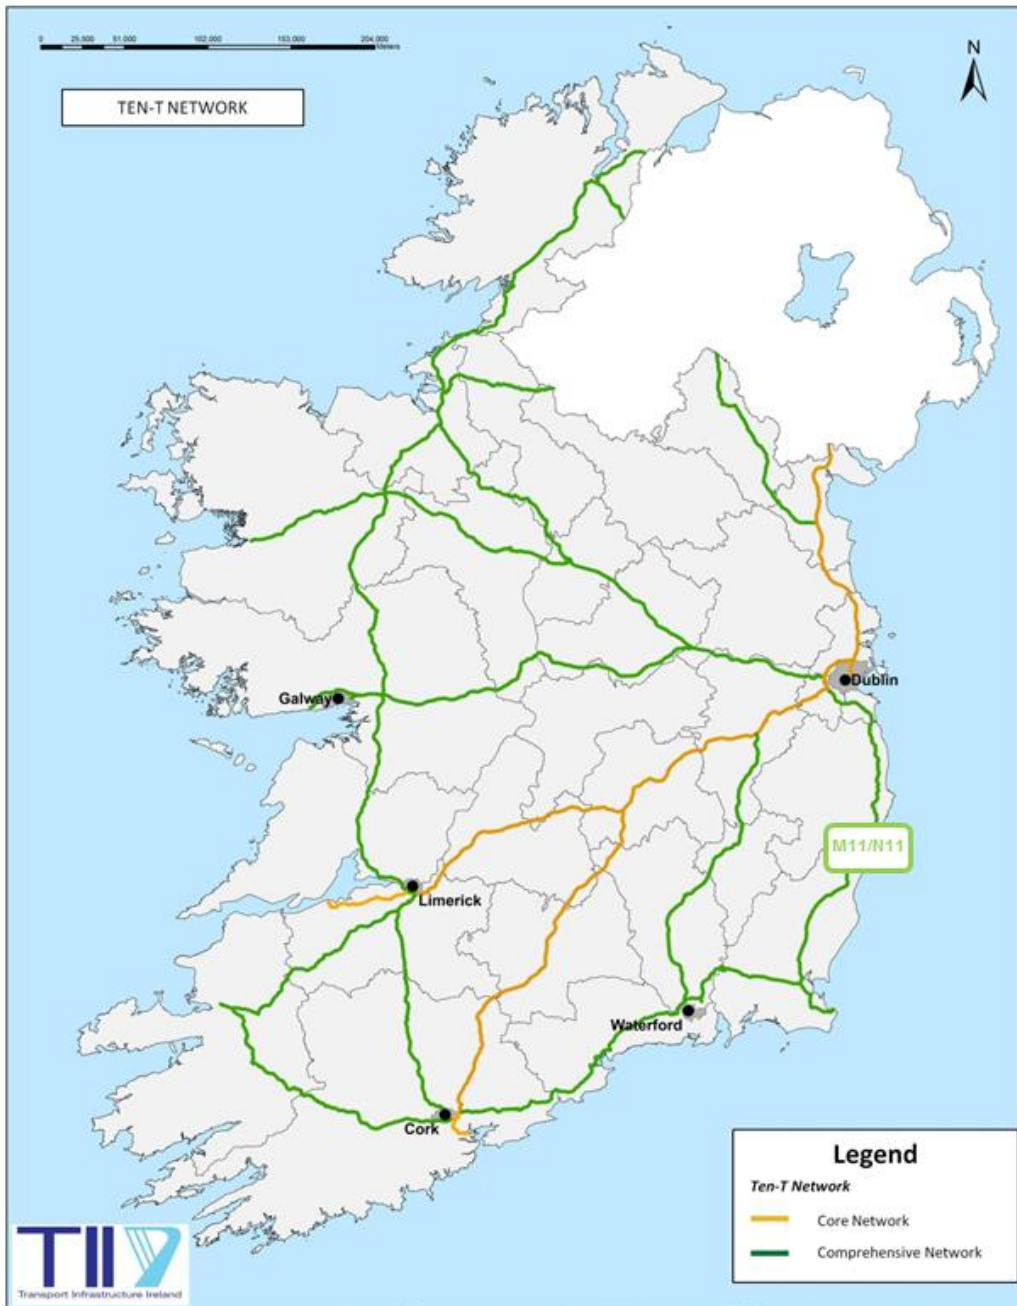 0 25,500 51,000 102,000 153,000 204,000
Meters
N
TEN-T NETWORK
Dublin
Galway
M11/N11
Limerick
Waterford
Cork
Legend
Ten-T Network
Core Network
Comprehensive Network
TII
Transport Infrastructure Ireland